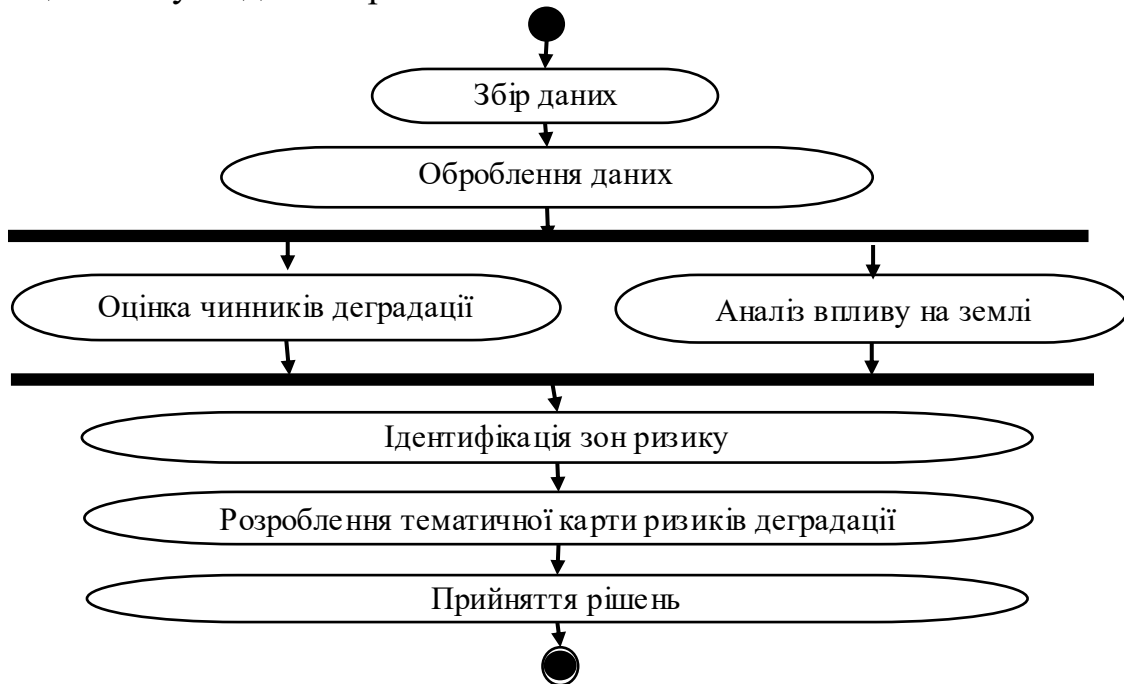 Збір даних
Оброблення даних
Оцінка чинників деградації
Аналіз впливу на землі
Ідентифікація зон ризику
Розроблення тематичної карти ризиків деградації
Прийняття рішень